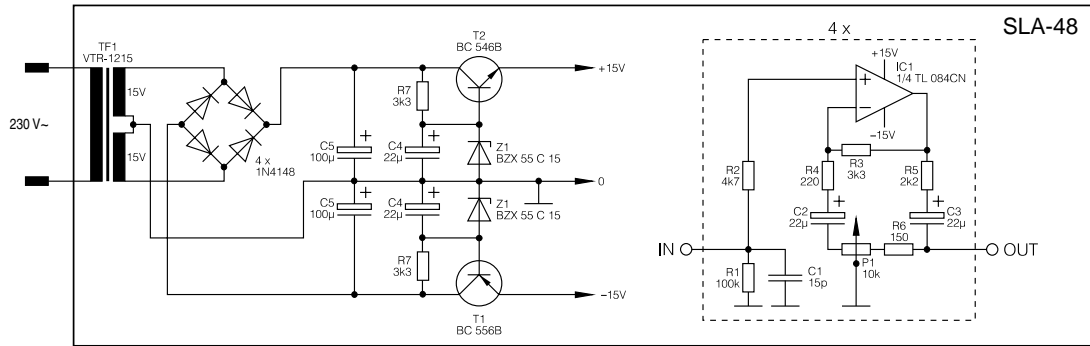 SLA-48
TF1
VTR-1215
15V
15V
230 V~
4 x
1N4148
C5
100µ
+
C5
100µ
+
R7
3k3
C4
22µ
+
C4
22µ
+
R7
3k3
T2
BC 546B
Z1
BZX 55 C 15
Z1
BZX 55 C 15
T1
BC 556B
+15V
0
–15V
4 x
+15V
IC1
1/4 TL 084CN
+
–
–15V
R2
4k7
R4
220
R3
3k3
R5
2k2
C2
22µ
+
C3
22µ
+
R6
150
P1
10k
IN
OUT
R1
100k
C1
15p